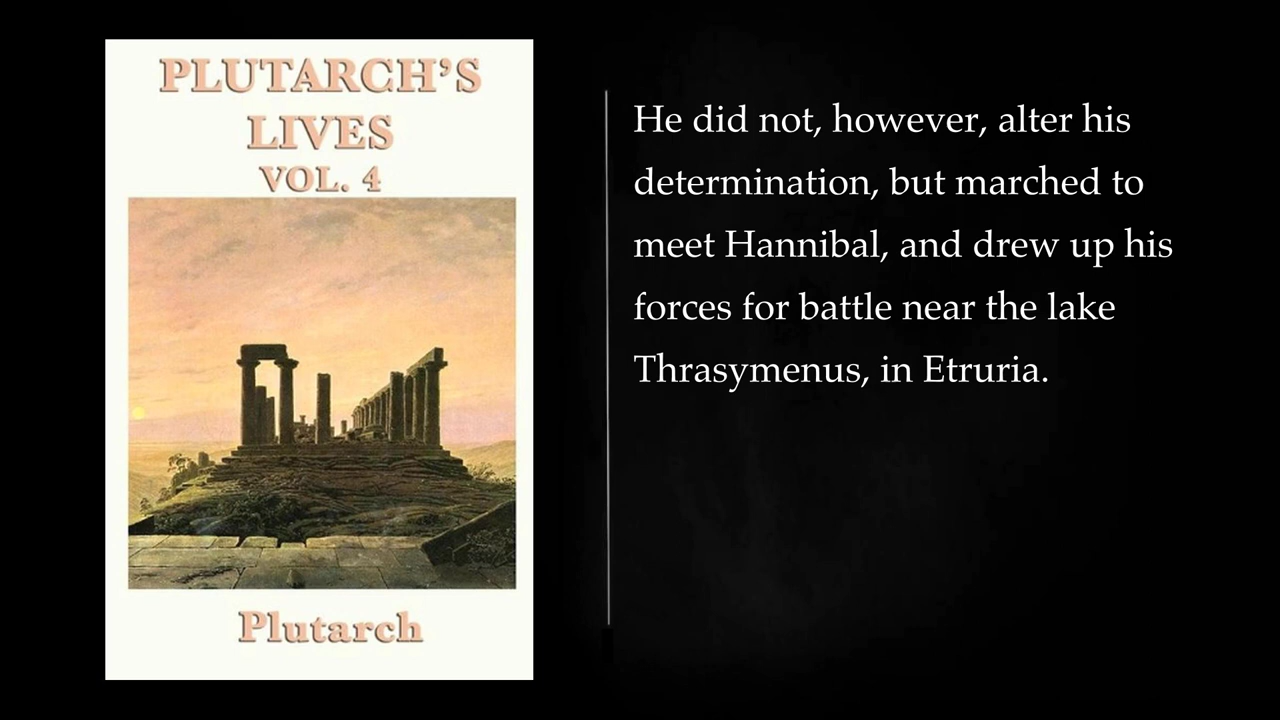 PLUTARCH'S
LIVES
VOL. 4
Plutarch
He did not, however, alter his
determination, but marched to
meet Hannibal, and drew up his
forces for battle near the lake
Thrasymenus, in Etruria.